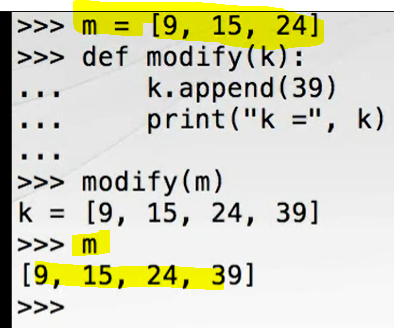 >>> m = [9, 15, 24]
>>> def modify(k):
...     k.append(39)
...     print("k =", k)
...
>>> modify(m)
k = [9, 15, 24, 39]
>>> m
[9, 15, 24, 39]
>>>